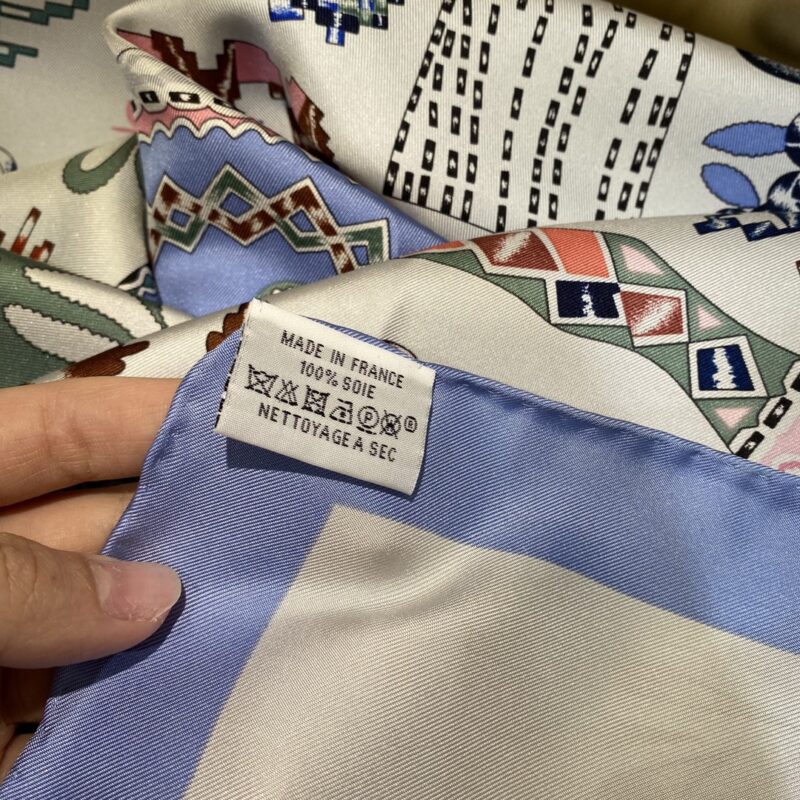 MADE IN FRANCE
100% SOIE
P ®
NETTOYAGE A SEC